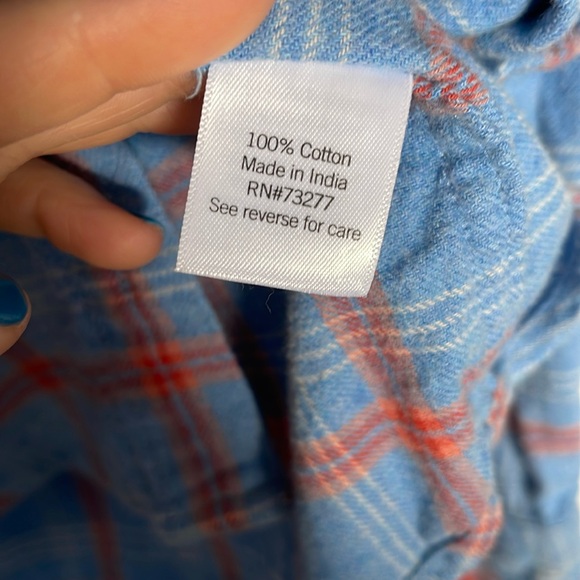 100% Cotton
Made in India
RN#73277
See reverse for care